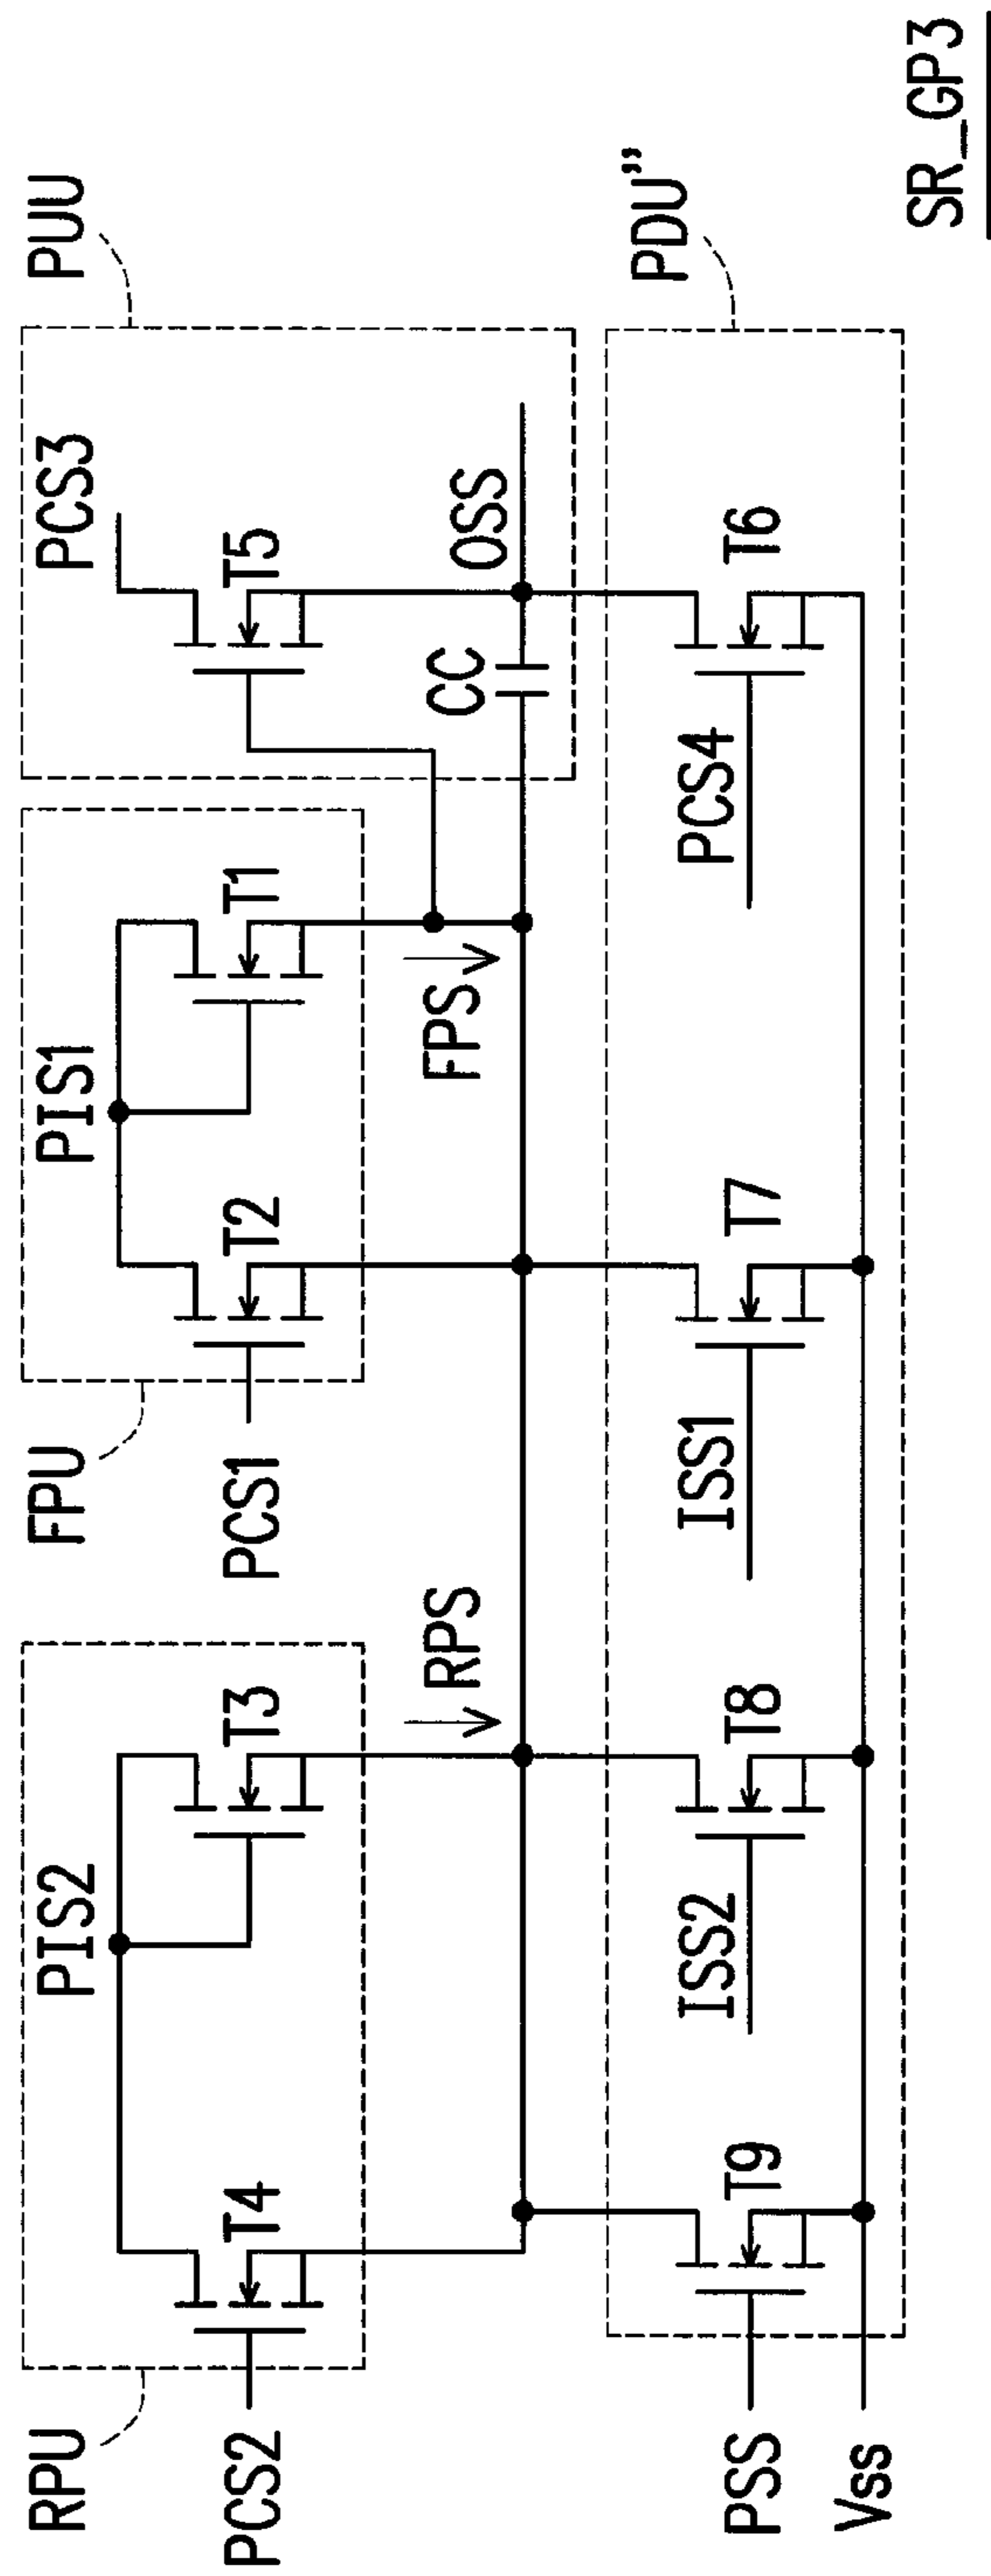 RPU
PIS2
FPU
PIS1
PUU
PCS3
PCS2
T4
T3
PCS1
T2
T1
T5
RPS
FPS
CC
OSS
PDU”
PSS
T9
ISS2
T8
ISS1
T7
PCS4
T6
Vss
SR_GP3